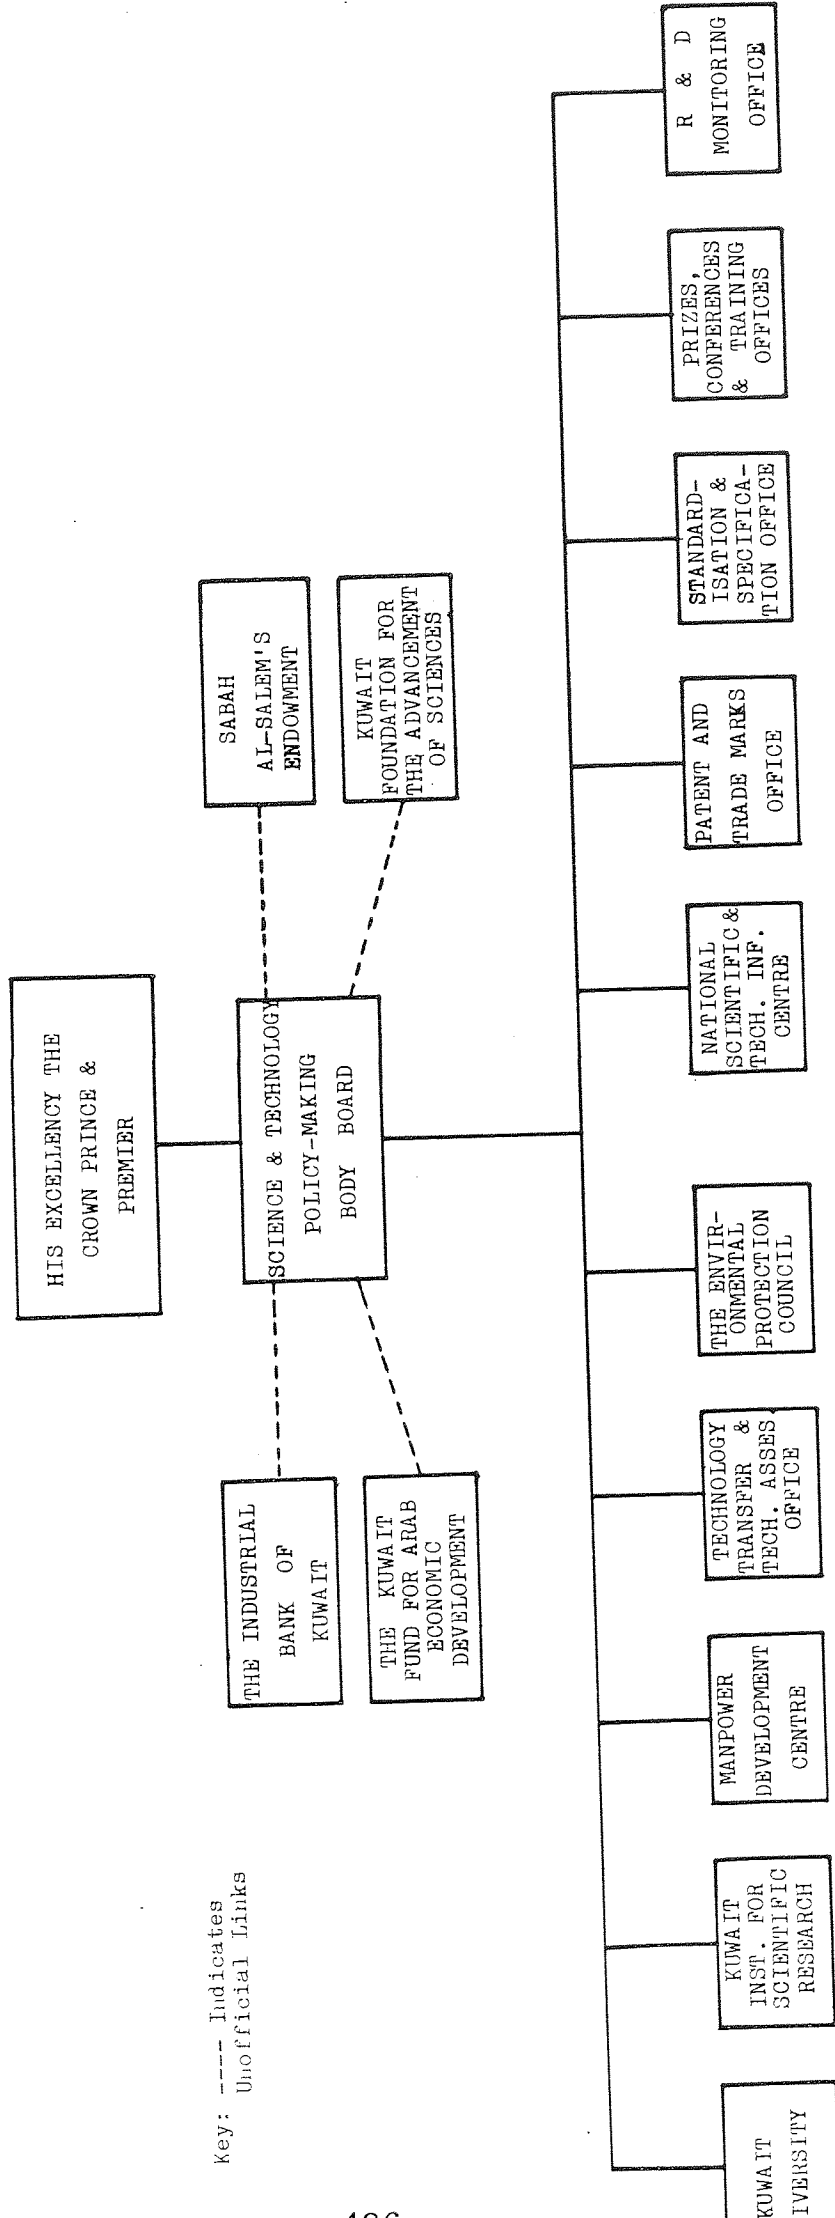 HIS EXCELLENCY THE
CROWN PRINCE &
PREMIER
THE INDUSTRIAL
BANK OF
KUWAIT
SCIENCE & TECHNOLOGY
POLICY-MAKING
BODY BOARD
SABAH
AL-SALEM'S
ENDOWMENT
THE KUWAIT
FUND FOR ARAB
ECONOMIC
DEVELOPMENT
KUWAIT
FOUNDATION FOR
THE ADVANCEMENT
OF SCIENCES
Key: ---- Indicates
Unofficial Links
KUWAIT
IVERSITY
KUWAIT
INST. FOR
SCIENTIFIC
RESEARCH
MANPOWER
DEVELOPMENT
CENTRE
TECHNOLOGY
TRANSFER &
TECH. ASSES
OFFICE
THE ENVIR-
ONMENTAL
PROTECTION
COUNCIL
NATIONAL
SCIENTIFIC &
TECH. INF.
CENTRE
PATENT AND
TRADE MARKS
OFFICE
STANDARD-
ISATION &
SPECIFICA-
TION OFFICE
PRIZES,
CONFERENCES
& TRAINING
OFFICES
R & D
MONITORING
OFFICE